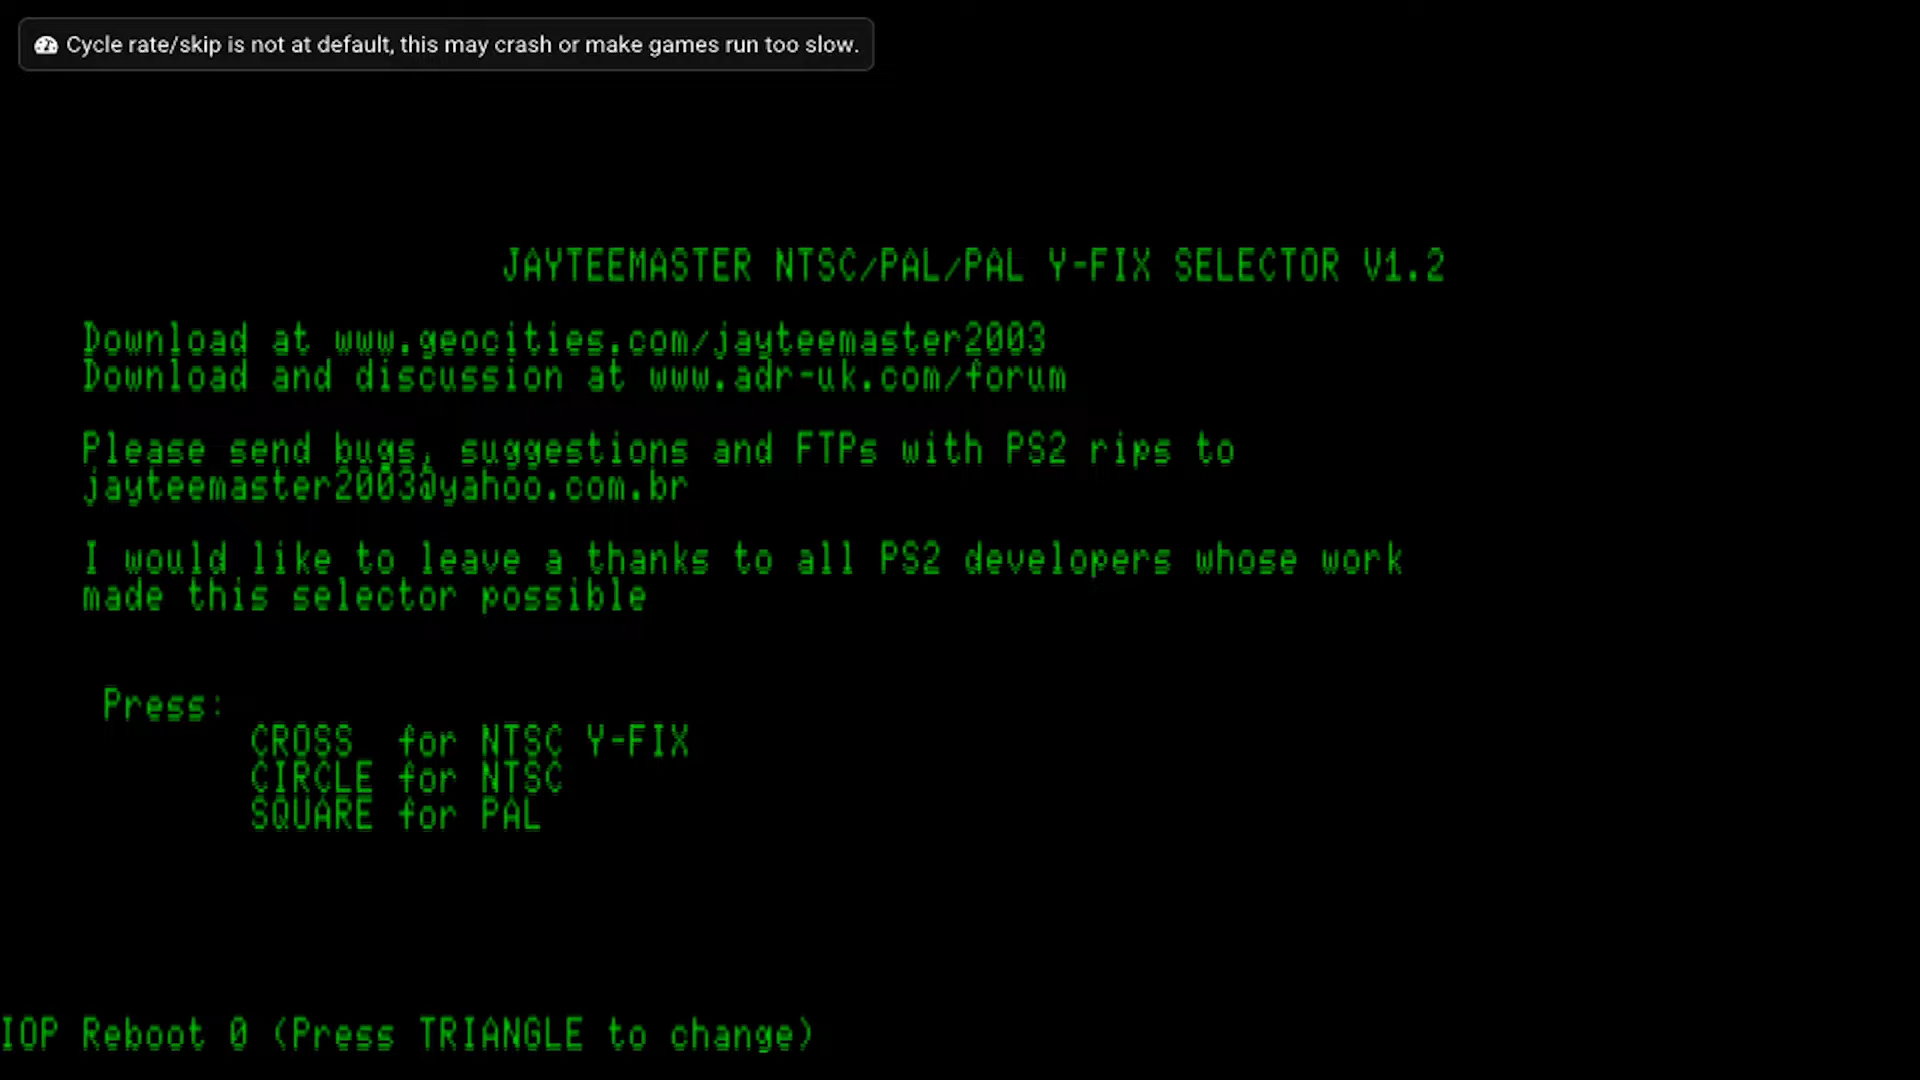 Cycle rate/skip is not at default, this may crash or make games run too slow.
JAYTEEMASTER NTSC/PAL/PAL Y-FIX SELECTOR V1.2
Download at www.geocities.com/jayteemaster2003
Download and discussion at www.adr-uk.com/forum
Please send bugs, suggestions and FTPs with PS2 rips to
jayteemaster2003@yahoo.com.br
I would like to leave a thanks to all PS2 developers whose work
made this selector possible
Press:
CROSS  for NTSC Y-FIX
CIRCLE for NTSC
SQUARE for PAL
IOP Reboot 0 (Press TRIANGLE to change)